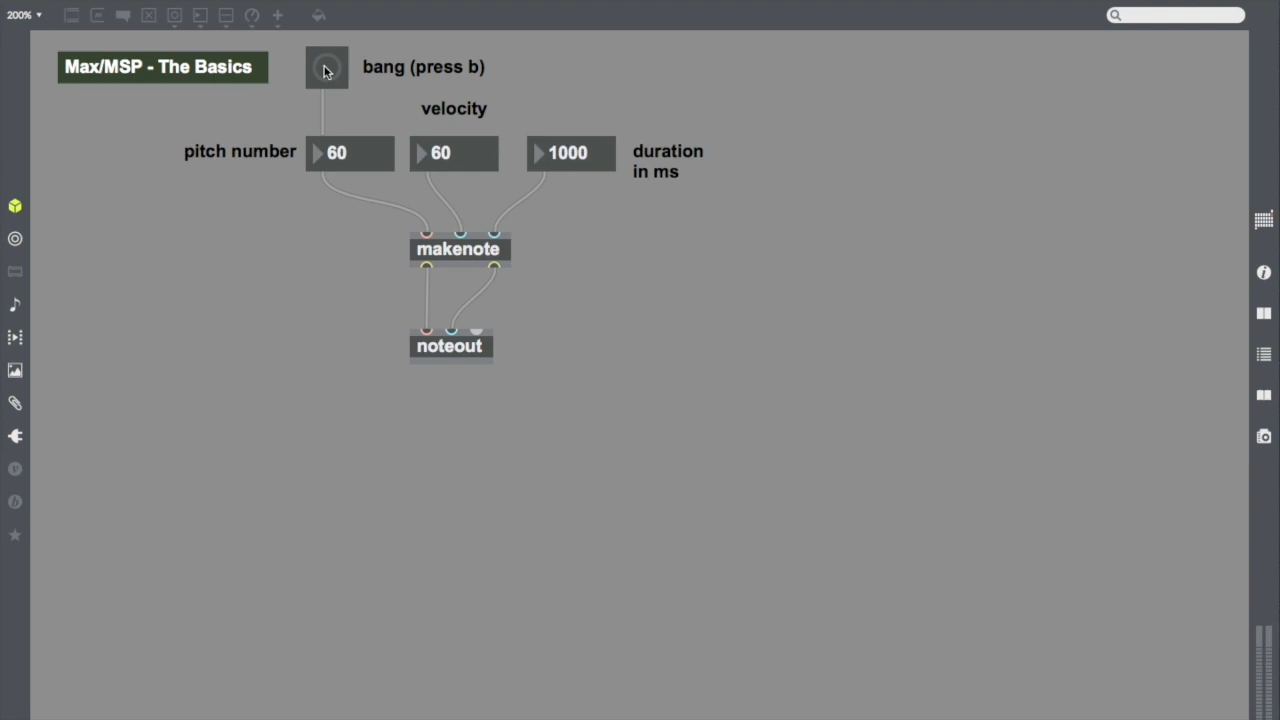 200%
Max/MSP - The Basics
bang (press b)
velocity
pitch number
60
60
1000
duration
in ms
makenote
noteout